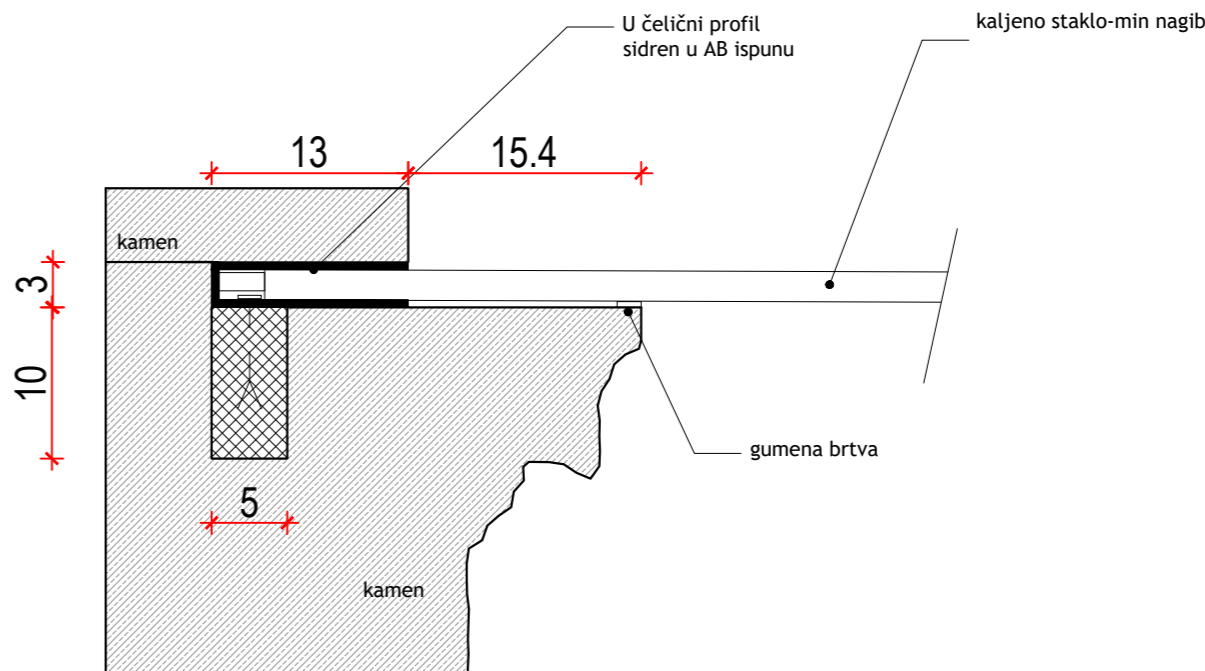 U čelični profil
sidren u AB ispunu
kaljeno staklo-min nagib
13
15.4
kamen
3
10
gumena brtva
5
kamen